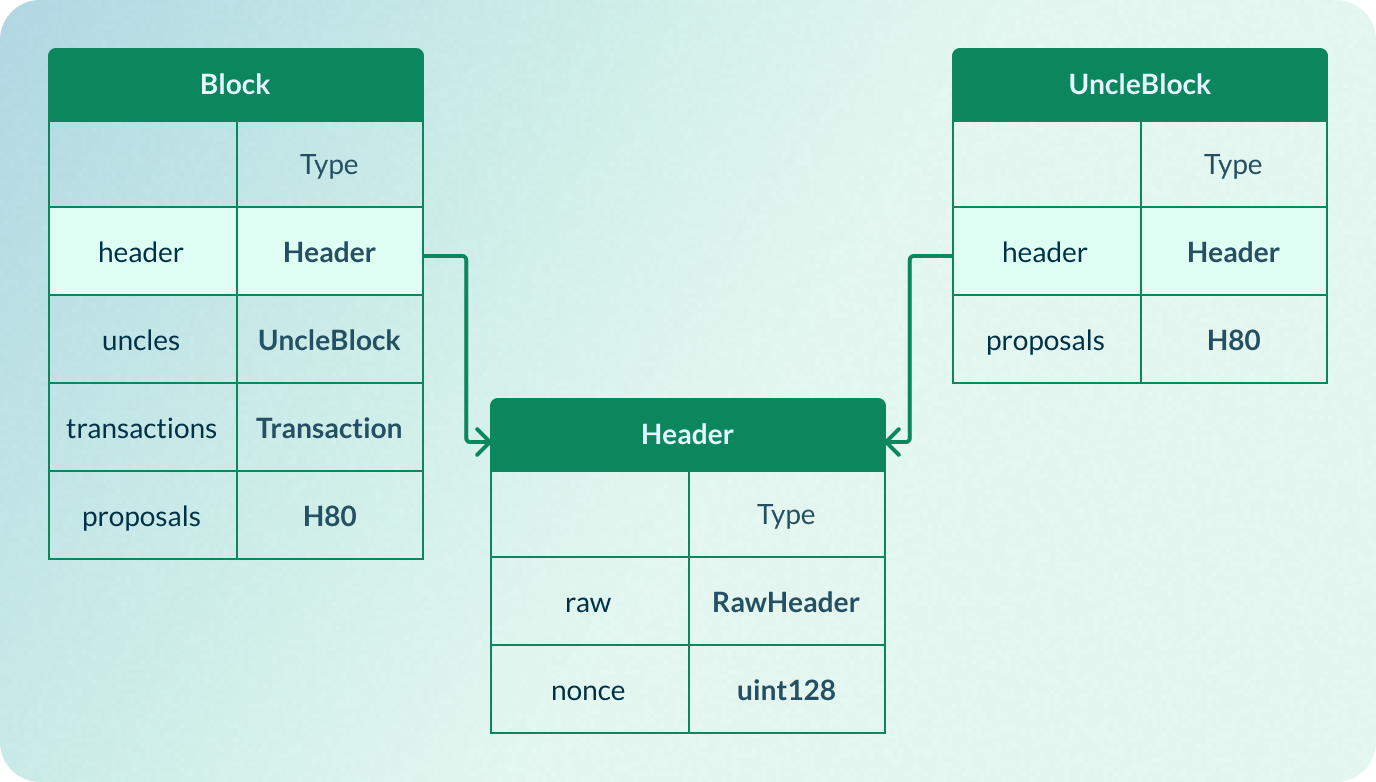 Block
Type
header Header
uncles UncleBlock
transactions Transaction
proposals H80
UncleBlock
Type
header Header
proposals H80
Header
Type
raw RawHeader
nonce uint128